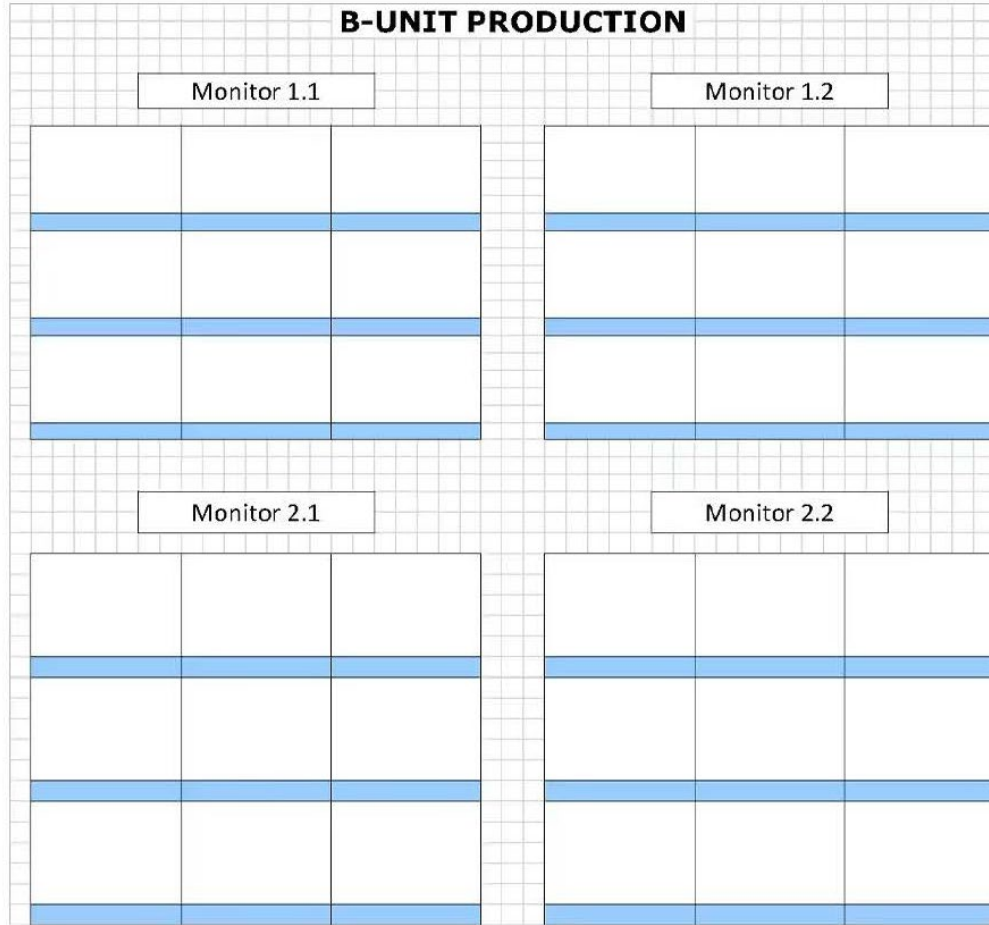 B-UNIT PRODUCTION
Monitor 1.1
Monitor 1.2
Monitor 2.1
Monitor 2.2